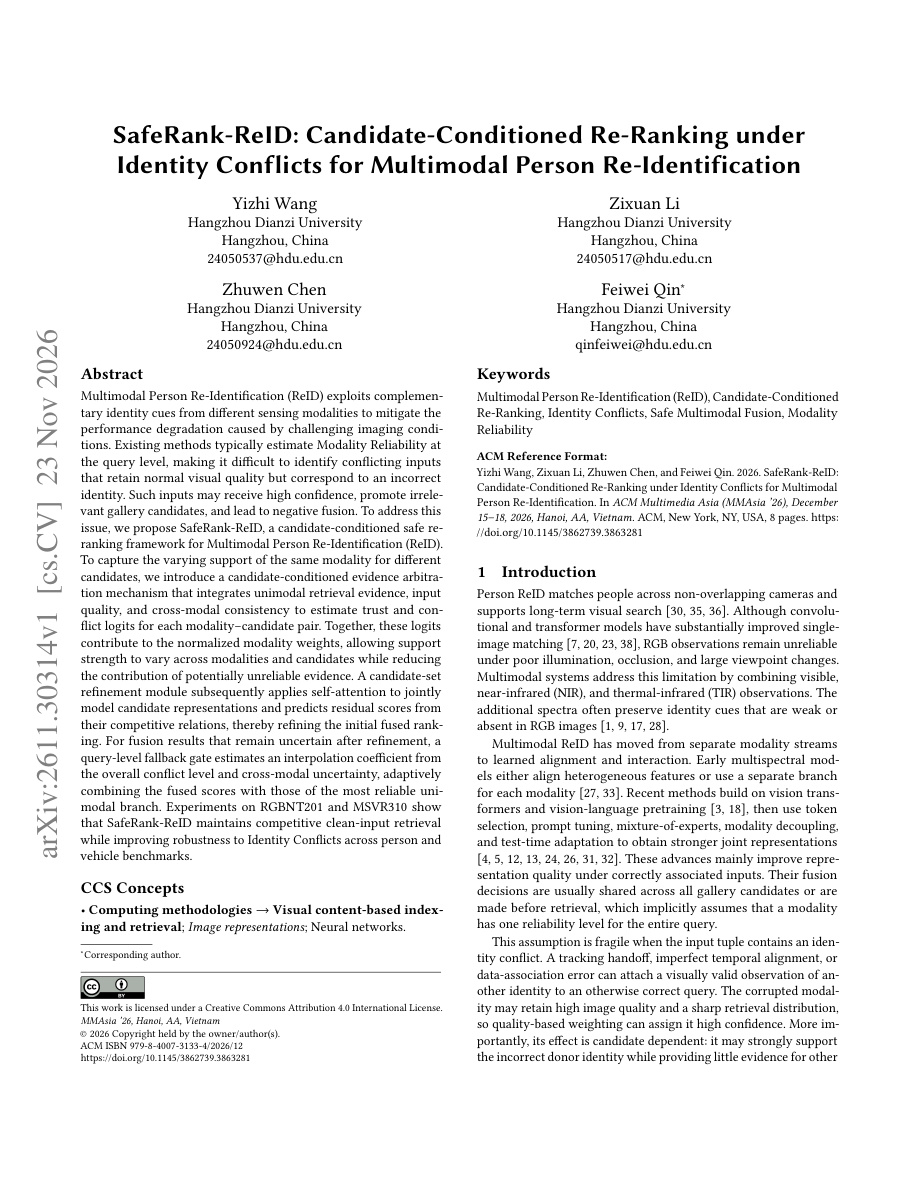 SafeRank-ReID: Candidate-Conditioned Re-Ranking under
Identity Conflicts for Multimodal Person Re-Identification
Yizhi Wang
Hangzhou Dianzi University
Hangzhou, China
24050537@hdu.edu.cn
Zixuan Li
Hangzhou Dianzi University
Hangzhou, China
24050517@hdu.edu.cn
Zhuwen Chen
Hangzhou Dianzi University
Hangzhou, China
24050924@hdu.edu.cn
Feiwei Qin*
Hangzhou Dianzi University
Hangzhou, China
qinfeiwei@hdu.edu.cn
arXiv:2611.30314v1 [cs.CV] 23 Nov 2026
Abstract
Multimodal Person Re-Identification (ReID) exploits complemen-
tary identity cues from different sensing modalities to mitigate the
performance degradation caused by challenging imaging condi-
tions. Existing methods typically estimate Modality Reliability at
the query level, making it difficult to identify conflicting inputs
that retain normal visual quality but correspond to an incorrect
identity. Such inputs may receive high confidence, promote irrele-
vant gallery candidates, and lead to negative fusion. To address this
issue, we propose SafeRank-ReID, a candidate-conditioned safe re-
ranking framework for Multimodal Person Re-Identification (ReID).
To capture the varying support of the same modality for different
candidates, we introduce a candidate-conditioned evidence arbitra-
tion mechanism that integrates unimodal retrieval evidence, input
quality, and cross-modal consistency to estimate trust and con-
flict logits for each modality–candidate pair. Together, these logits
contribute to the normalized modality weights, allowing support
strength to vary across modalities and candidates while reducing
the contribution of potentially unreliable evidence. A candidate-set
refinement module subsequently applies self-attention to jointly
model candidate representations and predicts residual scores from
their competitive relations, thereby refining the initial fused rank-
ing. For fusion results that remain uncertain after refinement, a
query-level fallback gate estimates an interpolation coefficient from
the overall conflict level and cross-modal uncertainty, adaptively
combining the fused scores with those of the most reliable uni-
modal branch. Experiments on RGBNT201 and MSVR310 show
that SafeRank-ReID maintains competitive clean-input retrieval
while improving robustness to Identity Conflicts across person and
vehicle benchmarks.
CCS Concepts
• Computing methodologies → Visual content-based index-
ing and retrieval; Image representations; Neural networks.
*Corresponding author.
cc BY
This work is licensed under a Creative Commons Attribution 4.0 International License.
MMAsia '26, Hanoi, AA, Vietnam
© 2026 Copyright held by the owner/author(s).
ACM ISBN 979-8-4007-3133-4/2026/12
https://doi.org/10.1145/3862739.3863281
Keywords
Multimodal Person Re-Identification (ReID), Candidate-Conditioned
Re-Ranking, Identity Conflicts, Safe Multimodal Fusion, Modality
Reliability
ACM Reference Format:
Yizhi Wang, Zixuan Li, Zhuwen Chen, and Feiwei Qin. 2026. SafeRank-ReID:
Candidate-Conditioned Re-Ranking under Identity Conflicts for Multimodal
Person Re-Identification. In ACM Multimedia Asia (MMAsia '26), December
15–18, 2026, Hanoi, AA, Vietnam. ACM, New York, NY, USA, 8 pages. https:
//doi.org/10.1145/3862739.3863281
1 Introduction
Person ReID matches people across non-overlapping cameras and
supports long-term visual search [30, 35, 36]. Although convolu-
tional and transformer models have substantially improved single-
image matching [7, 20, 23, 38], RGB observations remain unreliable
under poor illumination, occlusion, and large viewpoint changes.
Multimodal systems address this limitation by combining visible,
near-infrared (NIR), and thermal-infrared (TIR) observations. The
additional spectra often preserve identity cues that are weak or
absent in RGB images [1, 9, 17, 28].
Multimodal ReID has moved from separate modality streams
to learned alignment and interaction. Early multispectral mod-
els either align heterogeneous features or use a separate branch
for each modality [27, 33]. Recent methods build on vision trans-
formers and vision-language pretraining [3, 18], then use token
selection, prompt tuning, mixture-of-experts, modality decoupling,
and test-time adaptation to obtain stronger joint representations
[4, 5, 12, 13, 24, 26, 31, 32]. These advances mainly improve repre-
sentation quality under correctly associated inputs. Their fusion
decisions are usually shared across all gallery candidates or are
made before retrieval, which implicitly assumes that a modality
has one reliability level for the entire query.
This assumption is fragile when the input tuple contains an iden-
tity conflict. A tracking handoff, imperfect temporal alignment, or
data-association error can attach a visually valid observation of an-
other identity to an otherwise correct query. The corrupted modal-
ity may retain high image quality and a sharp retrieval distribution,
so quality-based weighting can assign it high confidence. More im-
portantly, its effect is candidate dependent: it may strongly support
the incorrect donor identity while providing little evidence for other